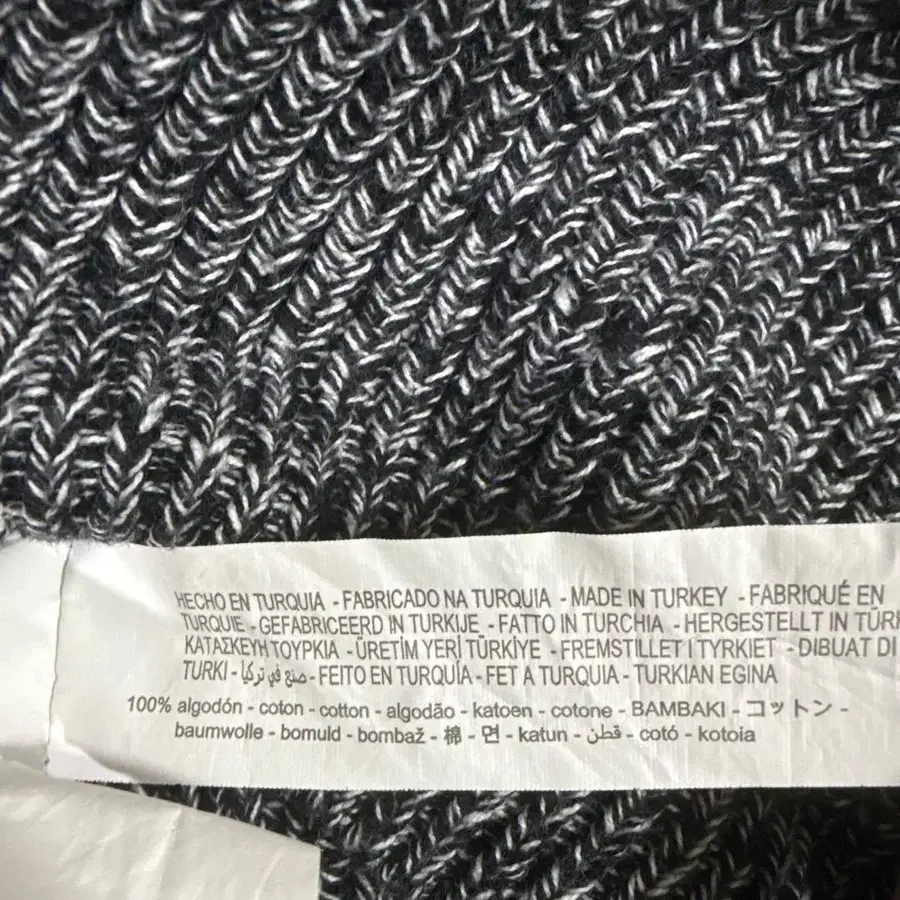 HECHO EN TURQUIA - FABRICADO NA TURQUIA - MADE IN TURKEY - FABRIQUÉ EN
TURQUIE - GEFABRICEERD IN TURKIJE - FATTO IN TURCHIA - HERGESTELLT IN
ΚΑΤΑΣΚΕΥΗ ΤΟΥΡΚΙΑ - ÜRETİM YERİ TÜRKİYE - FREMSTILLET I TYRKIET - DIBUAT DI
TURKI - صنع في تركيا - FEITO EN TURQUÍA - FET A TURQUIA - TURKIAN EGINA
100% algodón - coton - cotton - algodão - katoen - cotone - ΒΑΜΒΑΚΙ - コットン -
baumwolle - bomuld - bombaž - 棉 - 면 - katun - قطن - cotó - kotoia